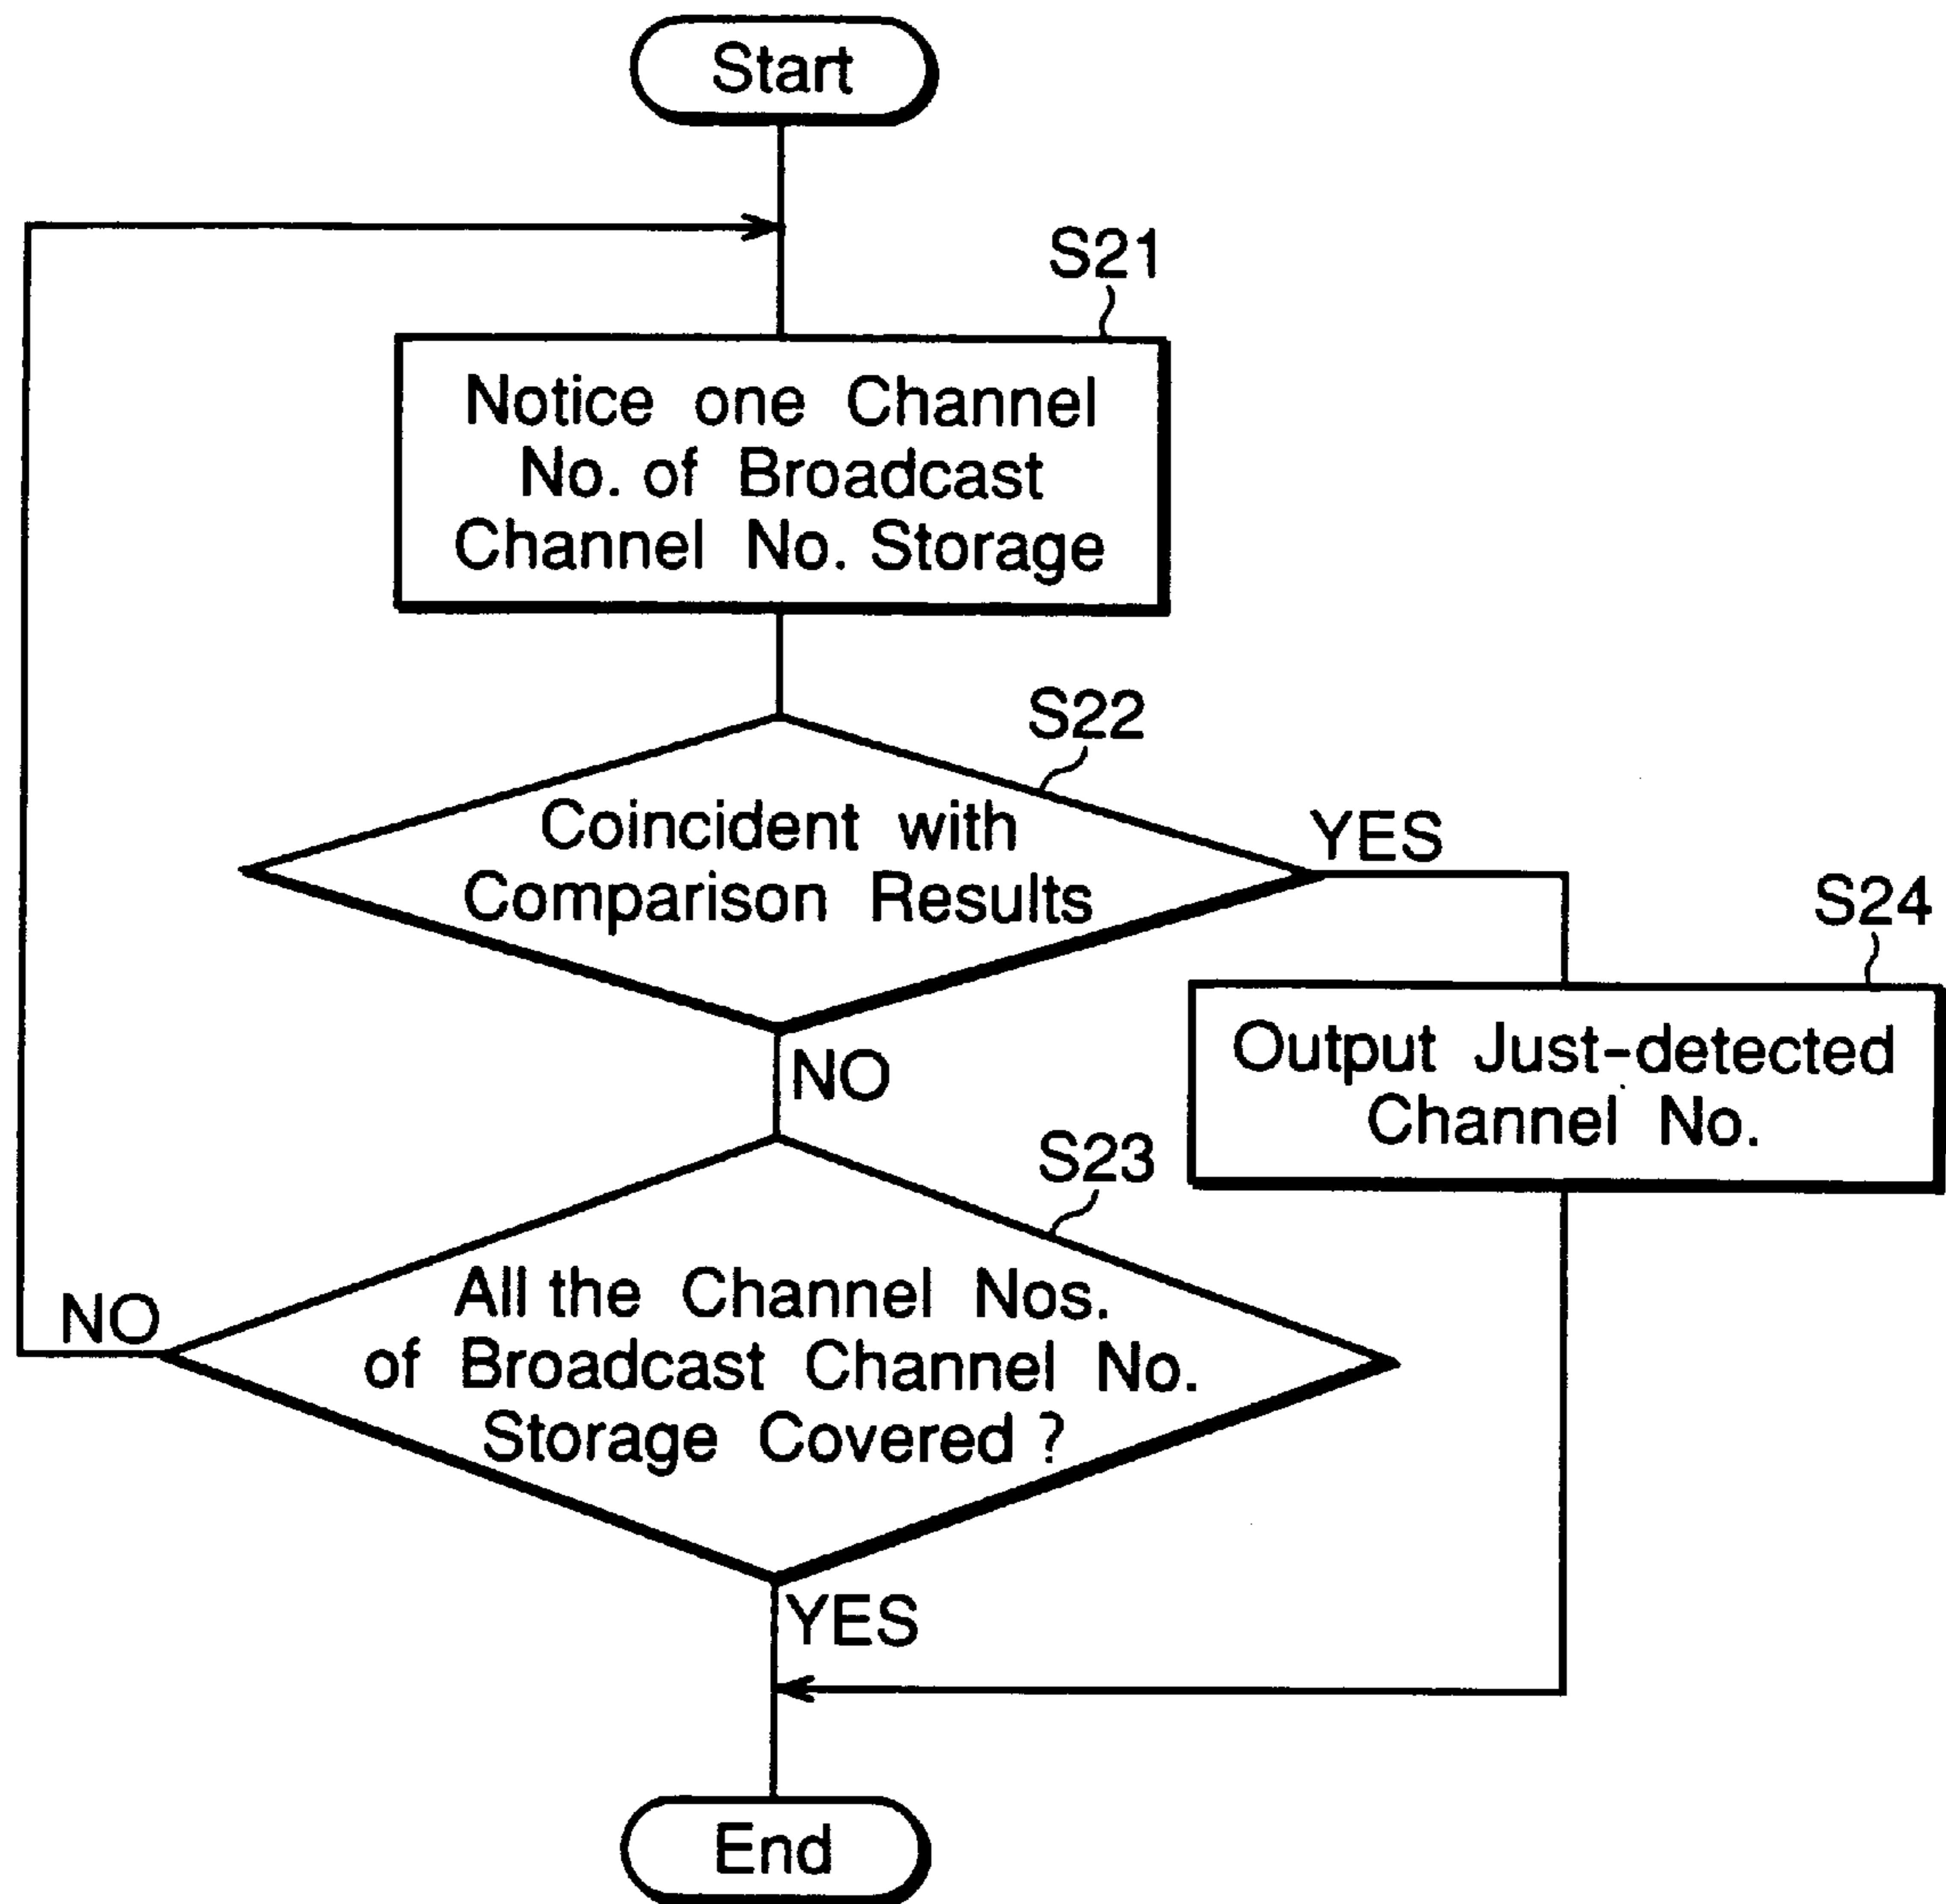 Start
S21
Notice one Channel
No. of Broadcast
Channel No. Storage
S22
Coincident with
Comparison Results
YES
S24
Output Just-detected
Channel No.
NO
S23
All the Channel Nos.
of Broadcast Channel No.
Storage Covered ?
NO
YES
End